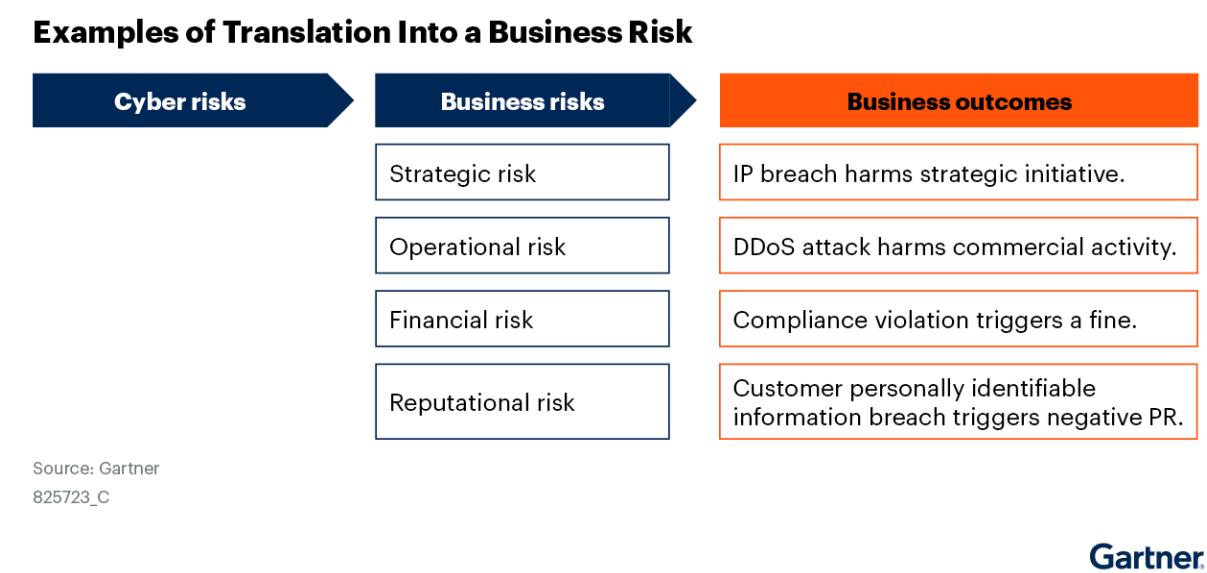 Examples of Translation Into a Business Risk
Cyber risks
Business risks
Business outcomes
Strategic risk
IP breach harms strategic initiative.
Operational risk
DDoS attack harms commercial activity.
Financial risk
Compliance violation triggers a fine.
Reputational risk
Customer personally identifiable
information breach triggers negative PR.
Source: Gartner
825723_C
Gartner